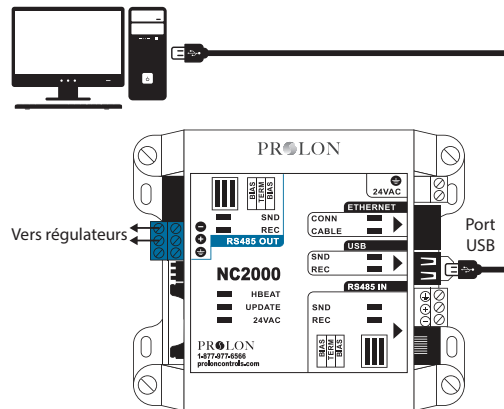 PROLON
24VAC
BIAS
TERM
BIAS
SND
REC
RS485 OUT
ETHERNET
CONN
CABLE
USB
SND
REC
Vers régulateurs
Port
USB
NC2000
HBEAT
UPDATE
24VAC
RS485 IN
SND
REC
BIAS
TERM
BIAS
PROLON
1-877-977-6566
proloncontrols.com